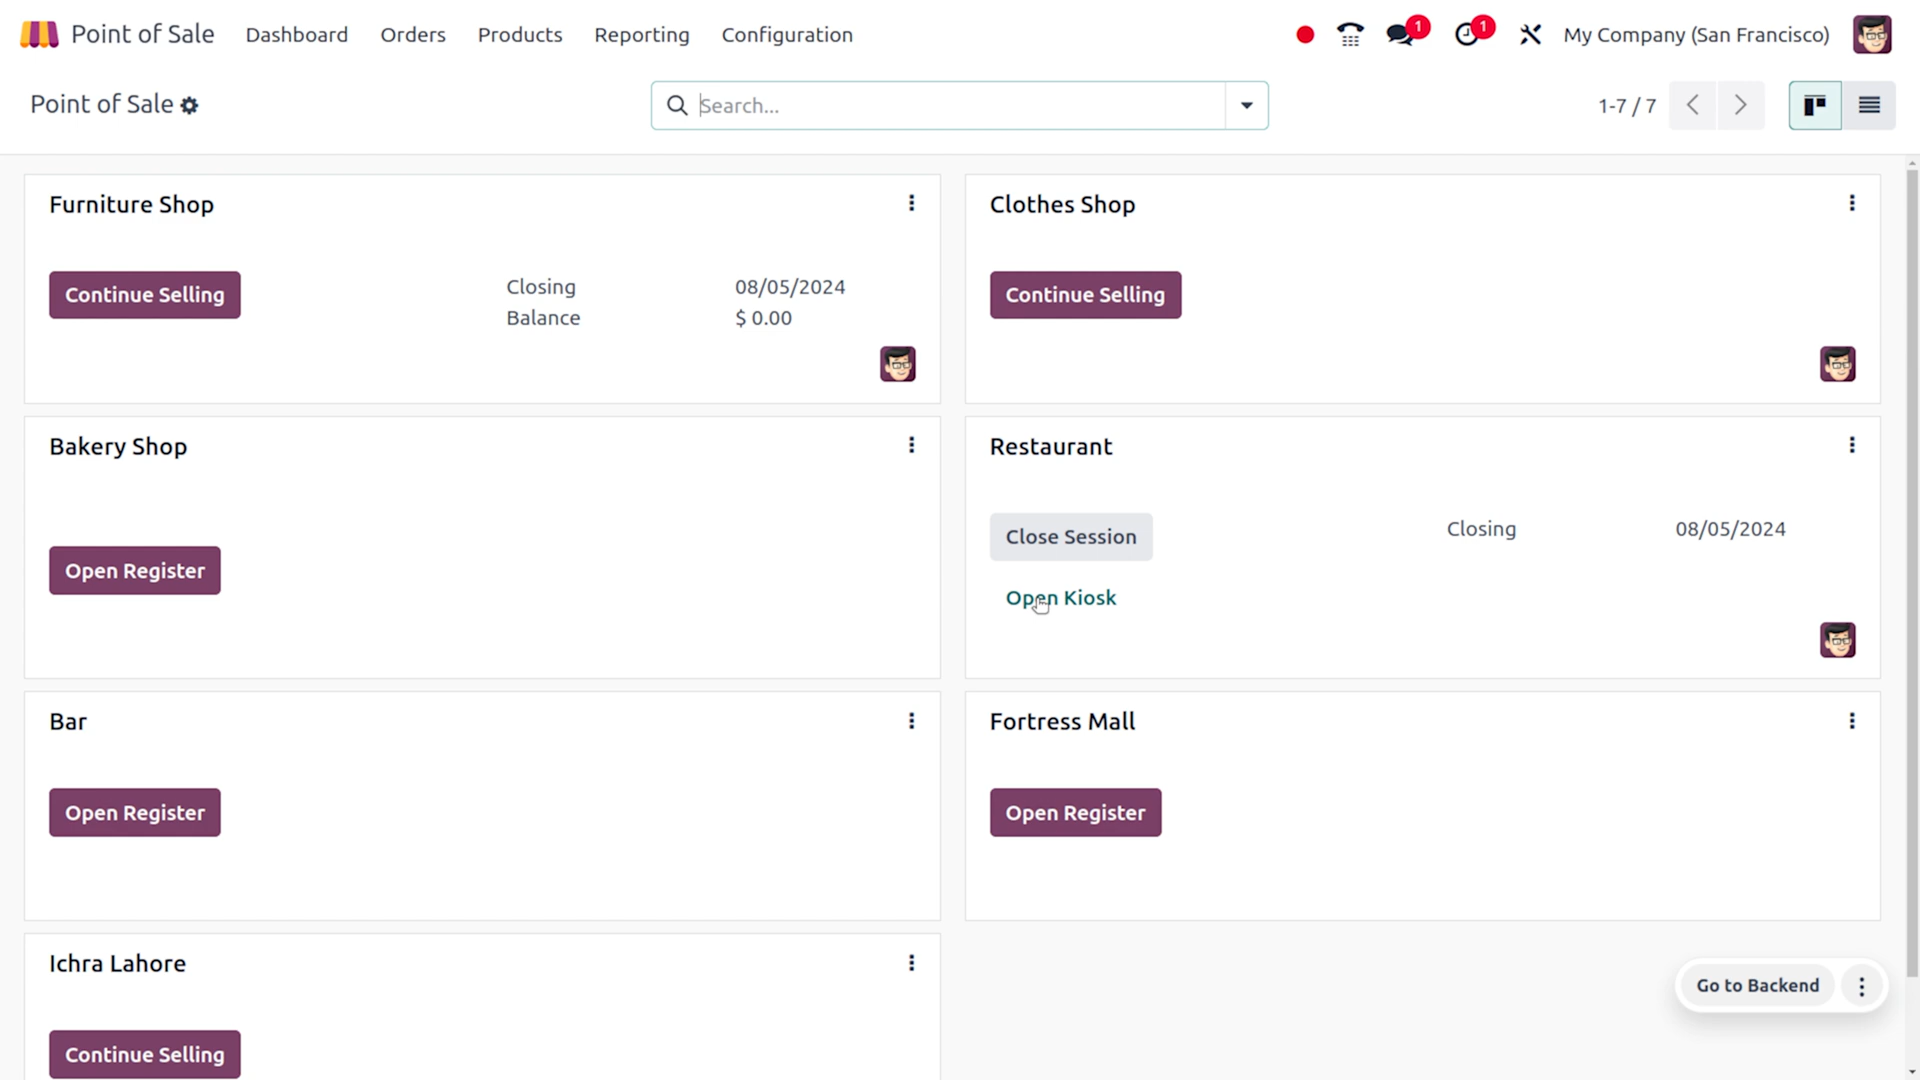 Point of Sale Dashboard Orders Products Reporting Configuration 1 1 My Company (San Francisco)
Point of Sale Search... 1-7 / 7
Furniture Shop
Continue Selling
Closing 08/05/2024
Balance $ 0.00
Clothes Shop
Continue Selling
Bakery Shop
Open Register
Restaurant
Close Session
Closing 08/05/2024
Open Kiosk
Bar
Open Register
Fortress Mall
Open Register
Ichra Lahore
Continue Selling
Go to Backend